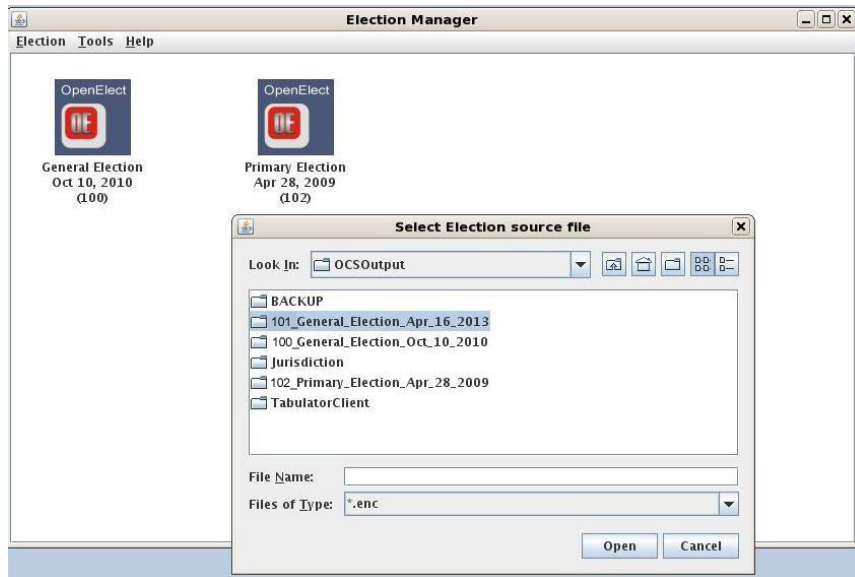 Election Manager
Election Tools Help
OpenElect
OE
General Election
Oct 10, 2010
(100)
OpenElect
OE
Primary Election
Apr 28, 2009
(102)
Select Election source file
Look In: OCSOutput
BACKUP
101_General_Election_Apr_16_2013
100_General_Election_Oct_10_2010
Jurisdiction
102_Primary_Election_Apr_28_2009
TabulatorClient
File Name:
Files of Type: *.enc
Open Cancel